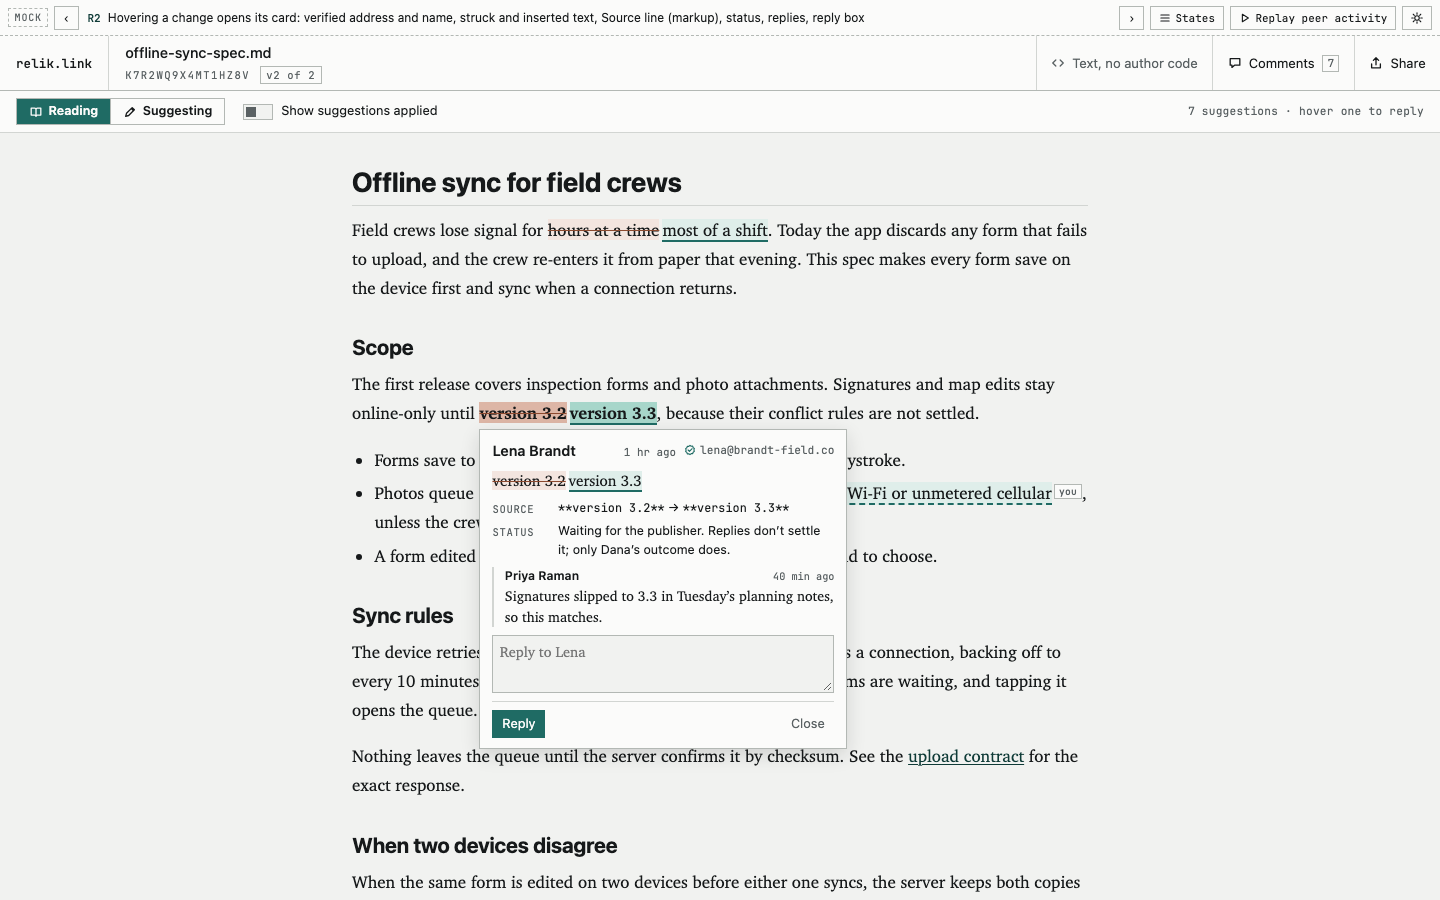 MOCK ‹ R2 Hovering a change opens its card: verified address and name, struck and inserted text, Source line (markup), status, replies, reply box › States Replay peer activity
relik.link
offline-sync-spec.md
K7R2WQ9X4MT1HZ8V v2 of 2
Text, no author code Comments 7 Share
Reading Suggesting Show suggestions applied 7 suggestions · hover one to reply
Offline sync for field crews
Field crews lose signal for hours at a time most of a shift. Today the app discards any form that fails
to upload, and the crew re-enters it from paper that evening. This spec makes every form save on
the device first and sync when a connection returns.
Scope
The first release covers inspection forms and photo attachments. Signatures and map edits stay
online-only until version 3.2 version 3.3, because their conflict rules are not settled.
Lena Brandt 1 hr ago lena@brandt-field.co
version 3.2 version 3.3
SOURCE **version 3.2** → **version 3.3**
STATUS Waiting for the publisher. Replies don’t settle
it; only Dana’s outcome does.
Priya Raman 40 min ago
Signatures slipped to 3.3 in Tuesday’s planning notes,
so this matches.
Reply to Lena
Reply Close
• Forms save to ystroke.
• Photos queue Wi-Fi or unmetered cellular you,
unless the crew
• A form edited d to choose.
Sync rules
The device retries s a connection, backing off to
every 10 minutes ms are waiting, and tapping it
opens the queue.
Nothing leaves the queue until the server confirms it by checksum. See the upload contract for the
exact response.
When two devices disagree
When the same form is edited on two devices before either one syncs, the server keeps both copies